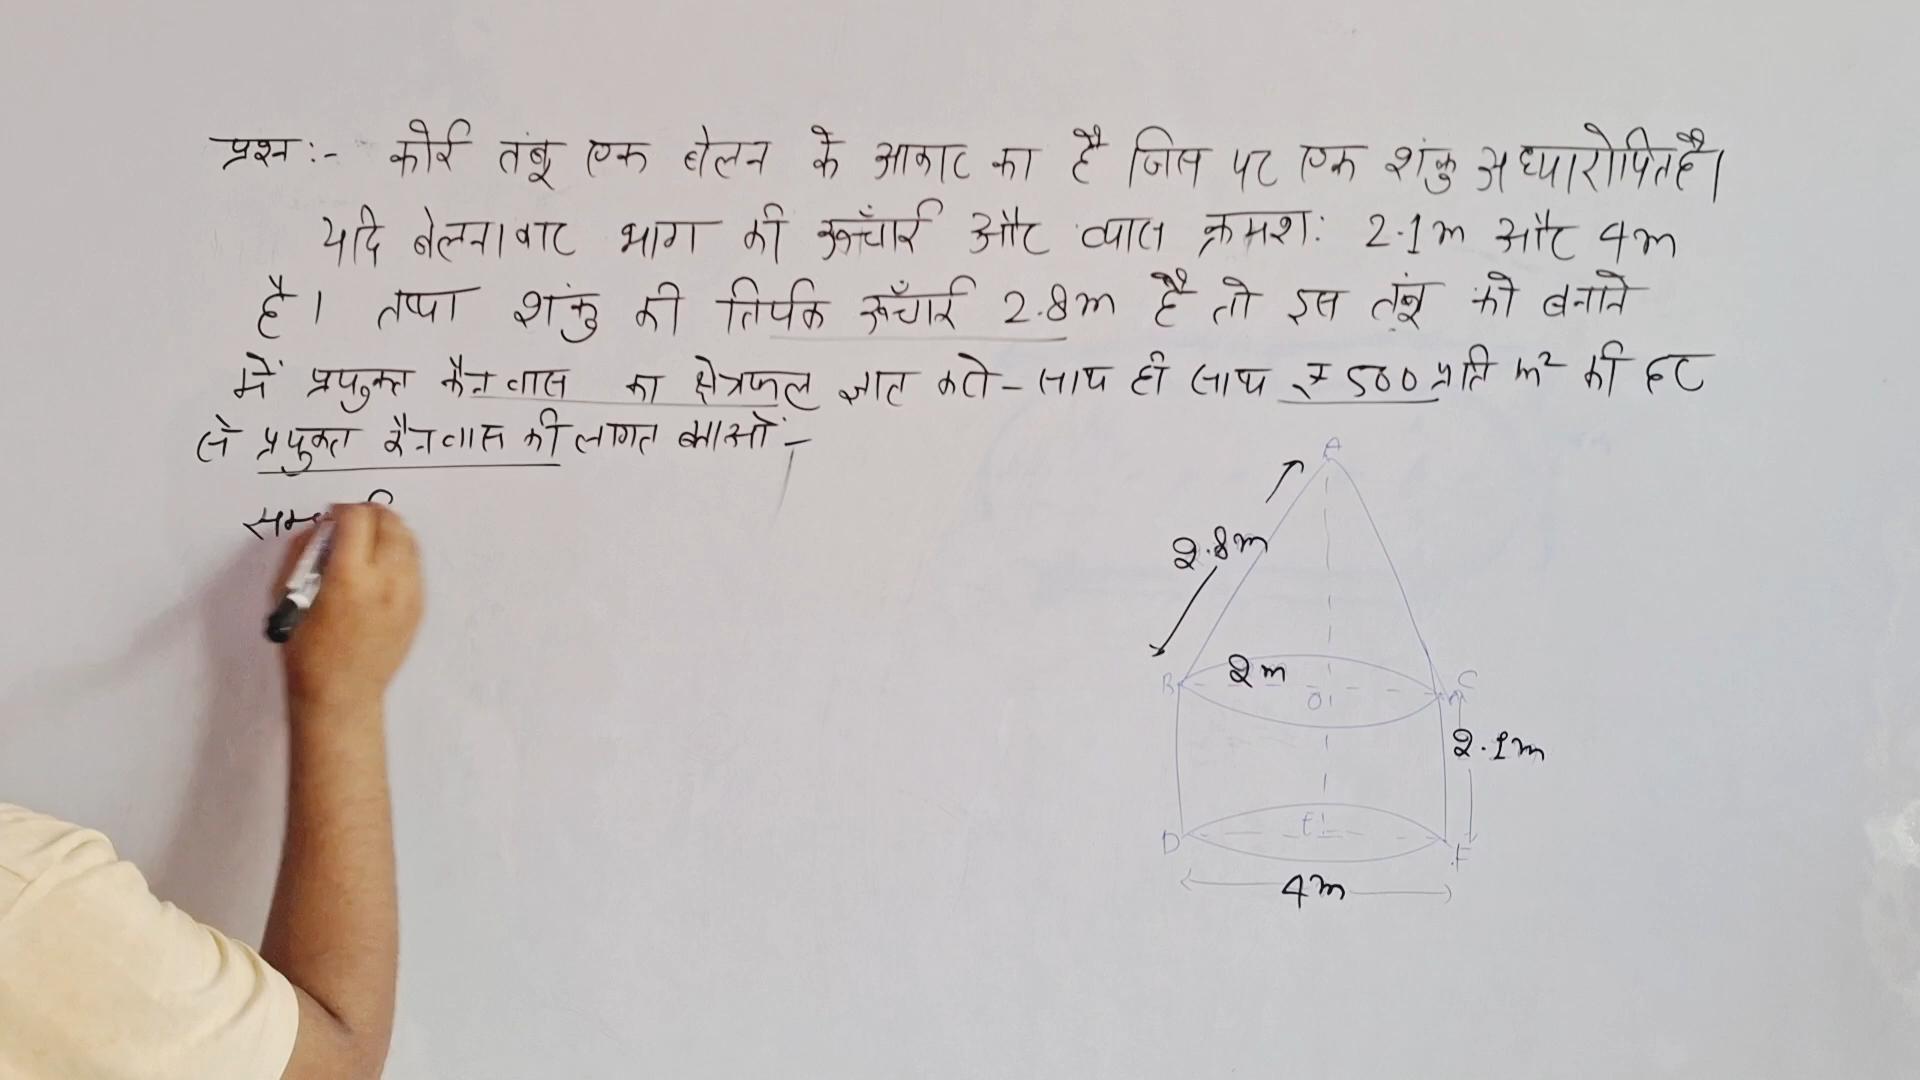 प्रश्न :- कोई तंबू एक बेलन के आकार का है जिस पर एक शंकु अध्यारोपित है।
यदि बेलनाकार भाग की ऊँचाई और व्यास क्रमश: 2.1m और 4m
है। तथा शंकु की तिर्यक ऊँचाई 2.8m है तो इस तंबू को बनाने
में प्रयुक्त कैनवास का क्षेत्रफल ज्ञात करो - साथ ही साथ ₹ 500 प्रति m² की दर
से प्रयुक्त कैनवास की लागत
A
2.8m
B 2m O C
2.1m
D E F
4m